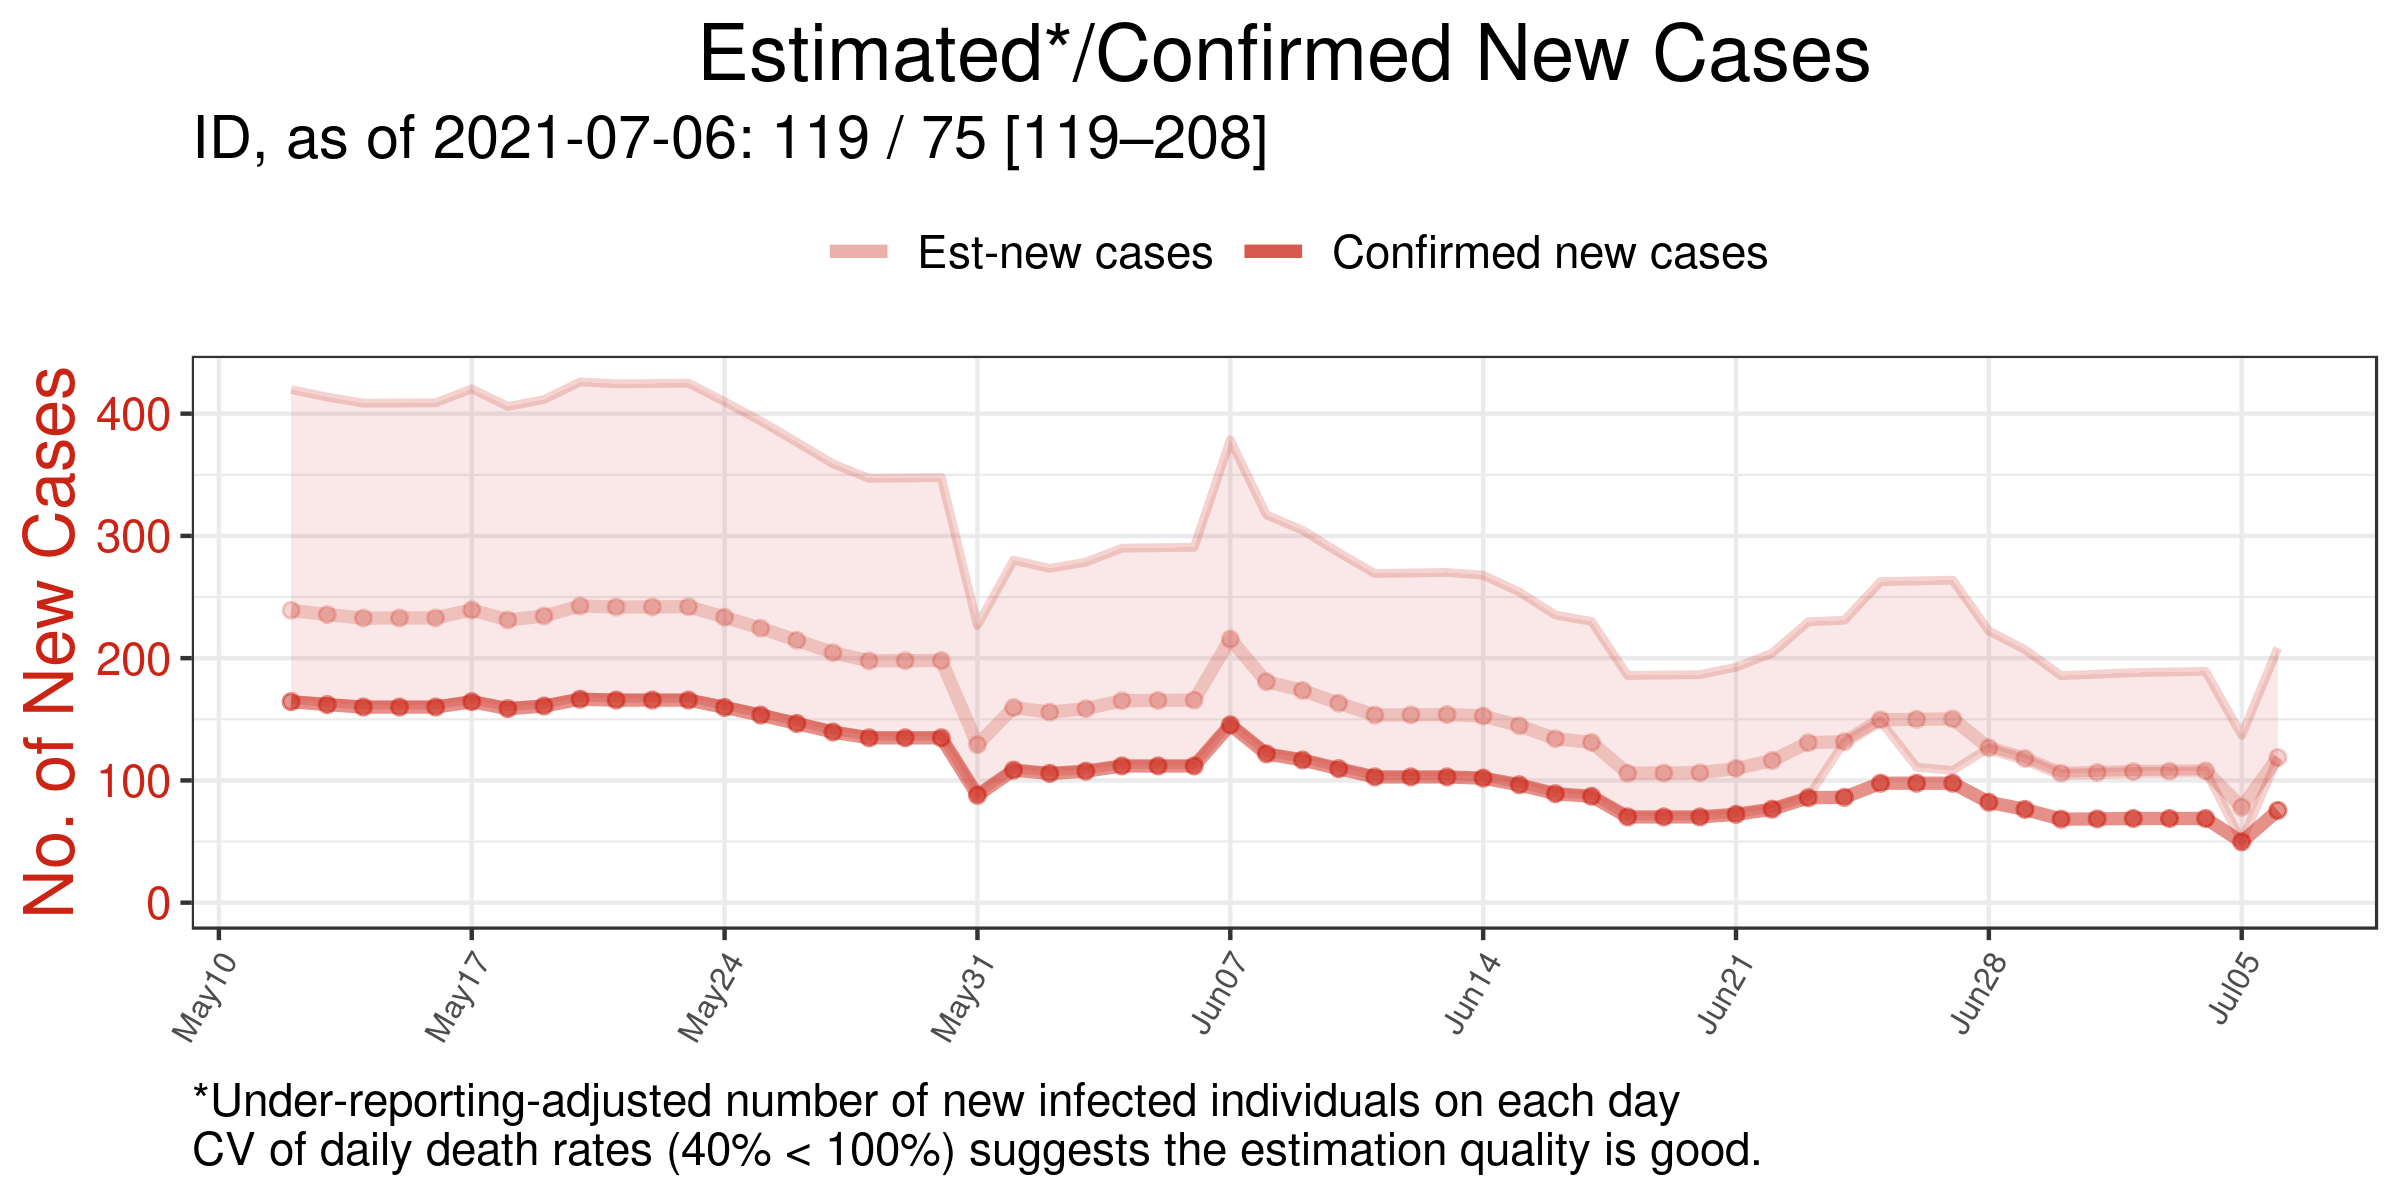 Estimated*/Confirmed New Cases
ID, as of 2021-07-06: 119 / 75 [119–208]
Est-new cases Confirmed new cases
No. of New Cases
400
300
200
100
0
May10 May17 May24 May31 Jun07 Jun14 Jun21 Jun28 Jul05
*Under-reporting-adjusted number of new infected individuals on each day
CV of daily death rates (40% < 100%) suggests the estimation quality is good.